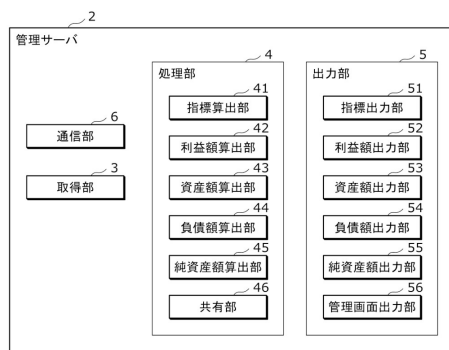 2
管理サーバ
6
通信部
3
取得部
4
処理部
41
指標算出部
42
利益額算出部
43
資産額算出部
44
負債額算出部
45
純資産額算出部
46
共有部
5
出力部
51
指標出力部
52
利益額出力部
53
資産額出力部
54
負債額出力部
55
純資産額出力部
56
管理画面出力部